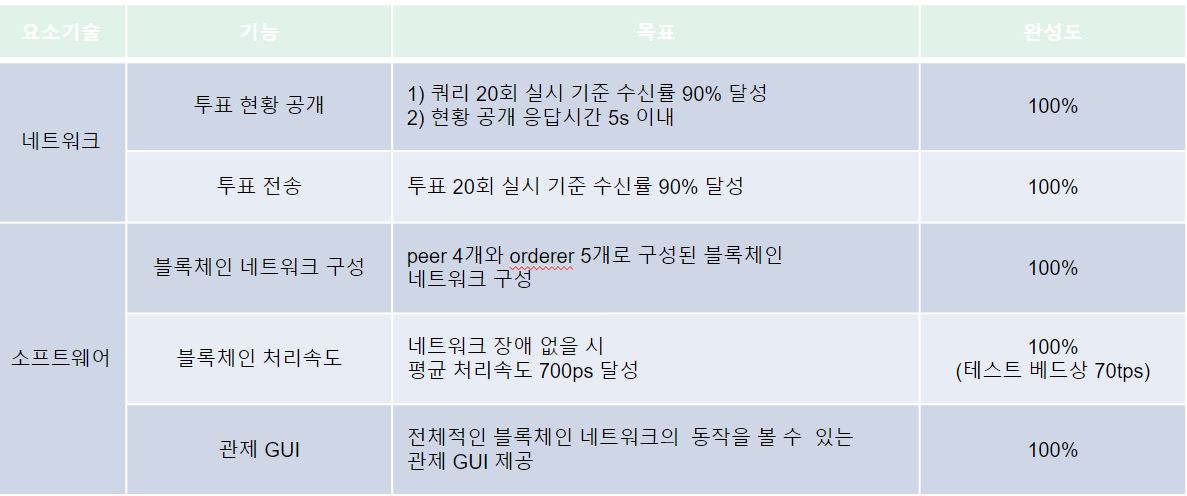 요소기술 기능 목표 완성도
네트워크
투표 현황 공개
1) 쿼리 20회 실시 기준 수신률 90% 달성
2) 현황 공개 응답시간 5s 이내
100%
투표 전송
투표 20회 실시 기준 수신률 90% 달성
100%
소프트웨어
블록체인 네트워크 구성
peer 4개와 orderer 5개로 구성된 블록체인
네트워크 구성
100%
블록체인 처리속도
네트워크 장애 없을 시
평균 처리속도 700ps 달성
100%
(테스트 베드상 70tps)
관제 GUI
전체적인 블록체인 네트워크의 동작을 볼 수 있는
관제 GUI 제공
100%